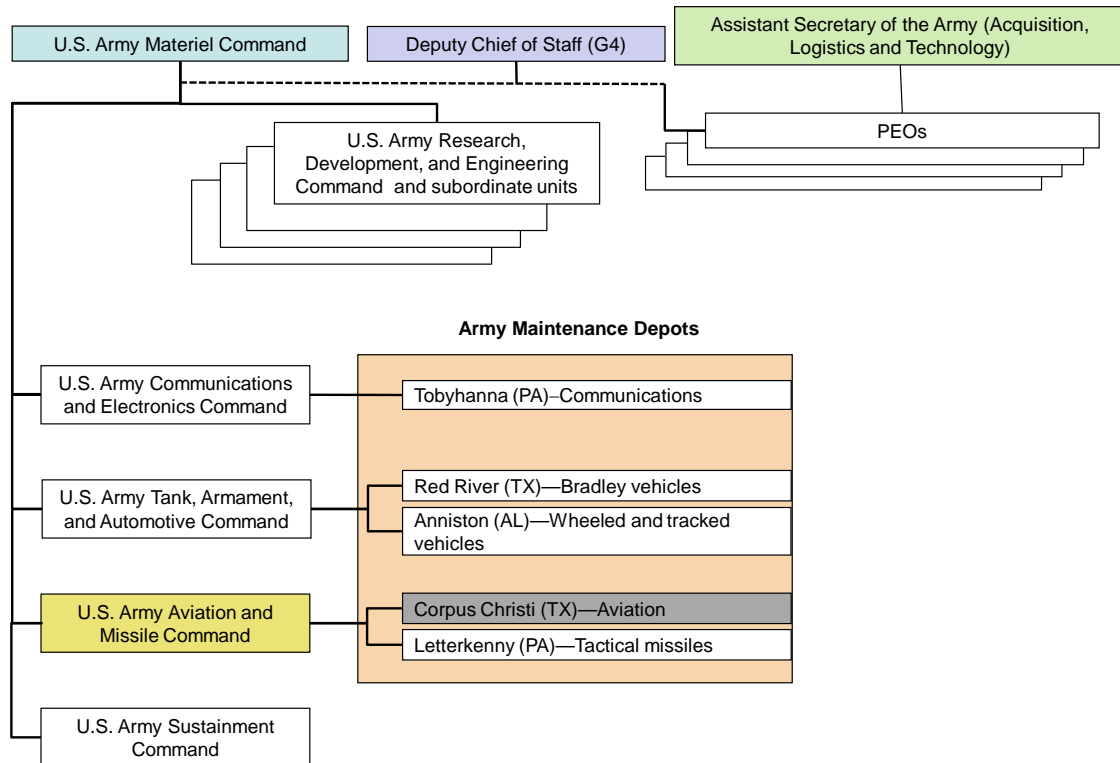 U.S. Army Materiel Command
Deputy Chief of Staff (G4)
Assistant Secretary of the Army (Acquisition,
Logistics and Technology)
U.S. Army Research,
Development, and Engineering
Command and subordinate units
PEOs
Army Maintenance Depots
U.S. Army Communications
and Electronics Command
Tobyhanna (PA)–Communications
U.S. Army Tank, Armament,
and Automotive Command
Red River (TX)—Bradley vehicles
Anniston (AL)—Wheeled and tracked
vehicles
U.S. Army Aviation and
Missile Command
Corpus Christi (TX)—Aviation
Letterkenny (PA)—Tactical missiles
U.S. Army Sustainment
Command